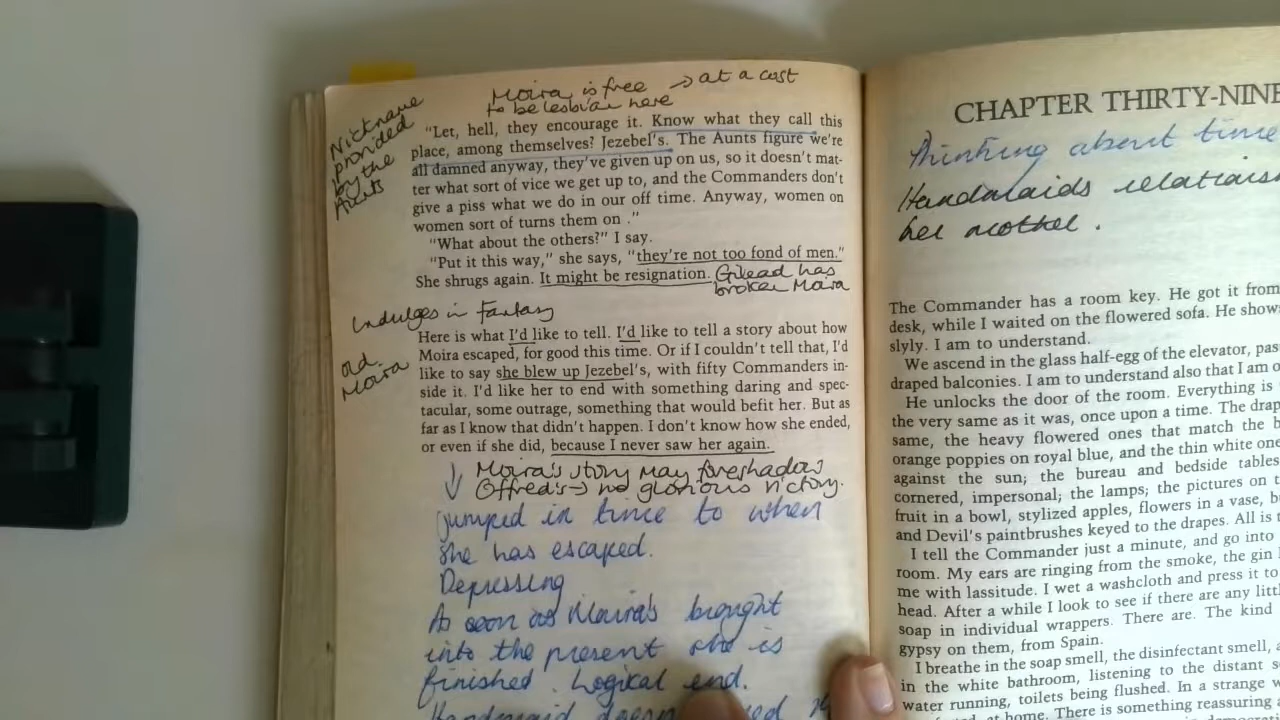 Moira is free → at a cost
to be lesbian here
Nickname
provided
by the
Aunts
"Let, hell, they encourage it. Know what they call this
place, among themselves? Jezebel's. The Aunts figure we're
all damned anyway, they've given up on us, so it doesn't mat-
ter what sort of vice we get up to, and the Commanders don't
give a piss what we do in our off time. Anyway, women on
women sort of turns them on ."
"What about the others?" I say.
"Put it this way," she says, "they're not too fond of men."
She shrugs again. It might be resignation. Gilead has
broken Moira
Indulges in Fantasy
old
Moira
Here is what I'd like to tell. I'd like to tell a story about how
Moira escaped, for good this time. Or if I couldn't tell that, I'd
like to say she blew up Jezebel's, with fifty Commanders in-
side it. I'd like her to end with something daring and spec-
tacular, some outrage, something that would befit her. But as
far as I know that didn't happen. I don't know how she ended,
or even if she did, because I never saw her again.
↓ Moira's story may foreshadow
Offred's → no glorious victory.
jumped in time to when
she has escaped.
Depressing
As soon as Moira's brought
into the present she is
finished. Logical end.
Handmaid
CHAPTER THIRTY-NINE
Thinking about time
Handmaids
her mother.
The Commander has a room key. He got it from
desk, while I waited on the flowered sofa. He show
slyly. I am to understand.
We ascend in the glass half-egg of the elevator, pas
draped balconies. I am to understand also that I am o
He unlocks the door of the room. Everything is
the very same as it was, once upon a time. The drap
same, the heavy flowered ones that match the b
orange poppies on royal blue, and the thin white one
against the sun; the bureau and bedside tables
cornered, impersonal; the lamps; the pictures on t
fruit in a bowl, stylized apples, flowers in a vase, b
and Devil's paintbrushes keyed to the drapes. All is t
I tell the Commander just a minute, and go into
room. My ears are ringing from the smoke, the gin
me with lassitude. I wet a washcloth and press it to
head. After a while I look to see if there are any littl
soap in individual wrappers. There are. The kind
gypsy on them, from Spain.
I breathe in the soap smell, the disinfectant smell, a
in the white bathroom, listening to the distant s
water running, toilets being flushed. In a strange w
at home. There is something reassuring